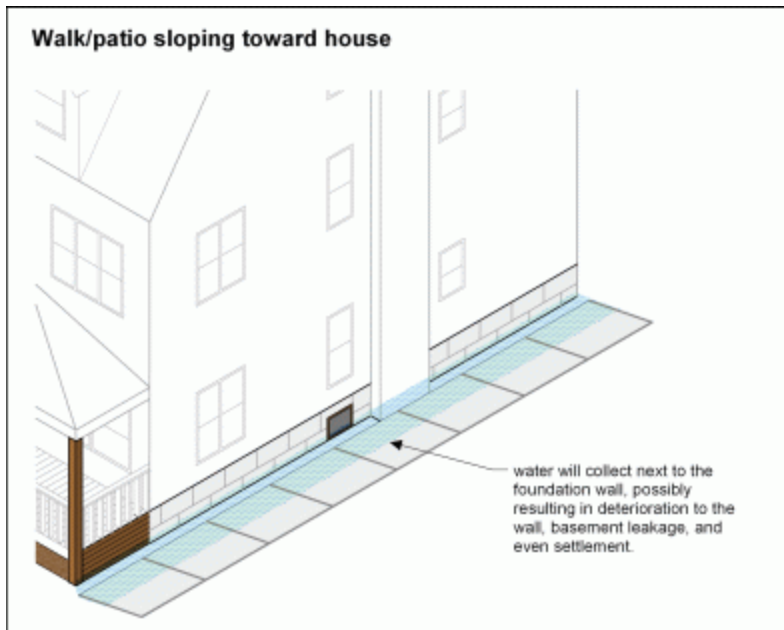 Walk/patio sloping toward house
water will collect next to the
foundation wall, possibly
resulting in deterioration to the
wall, basement leakage, and
even settlement.